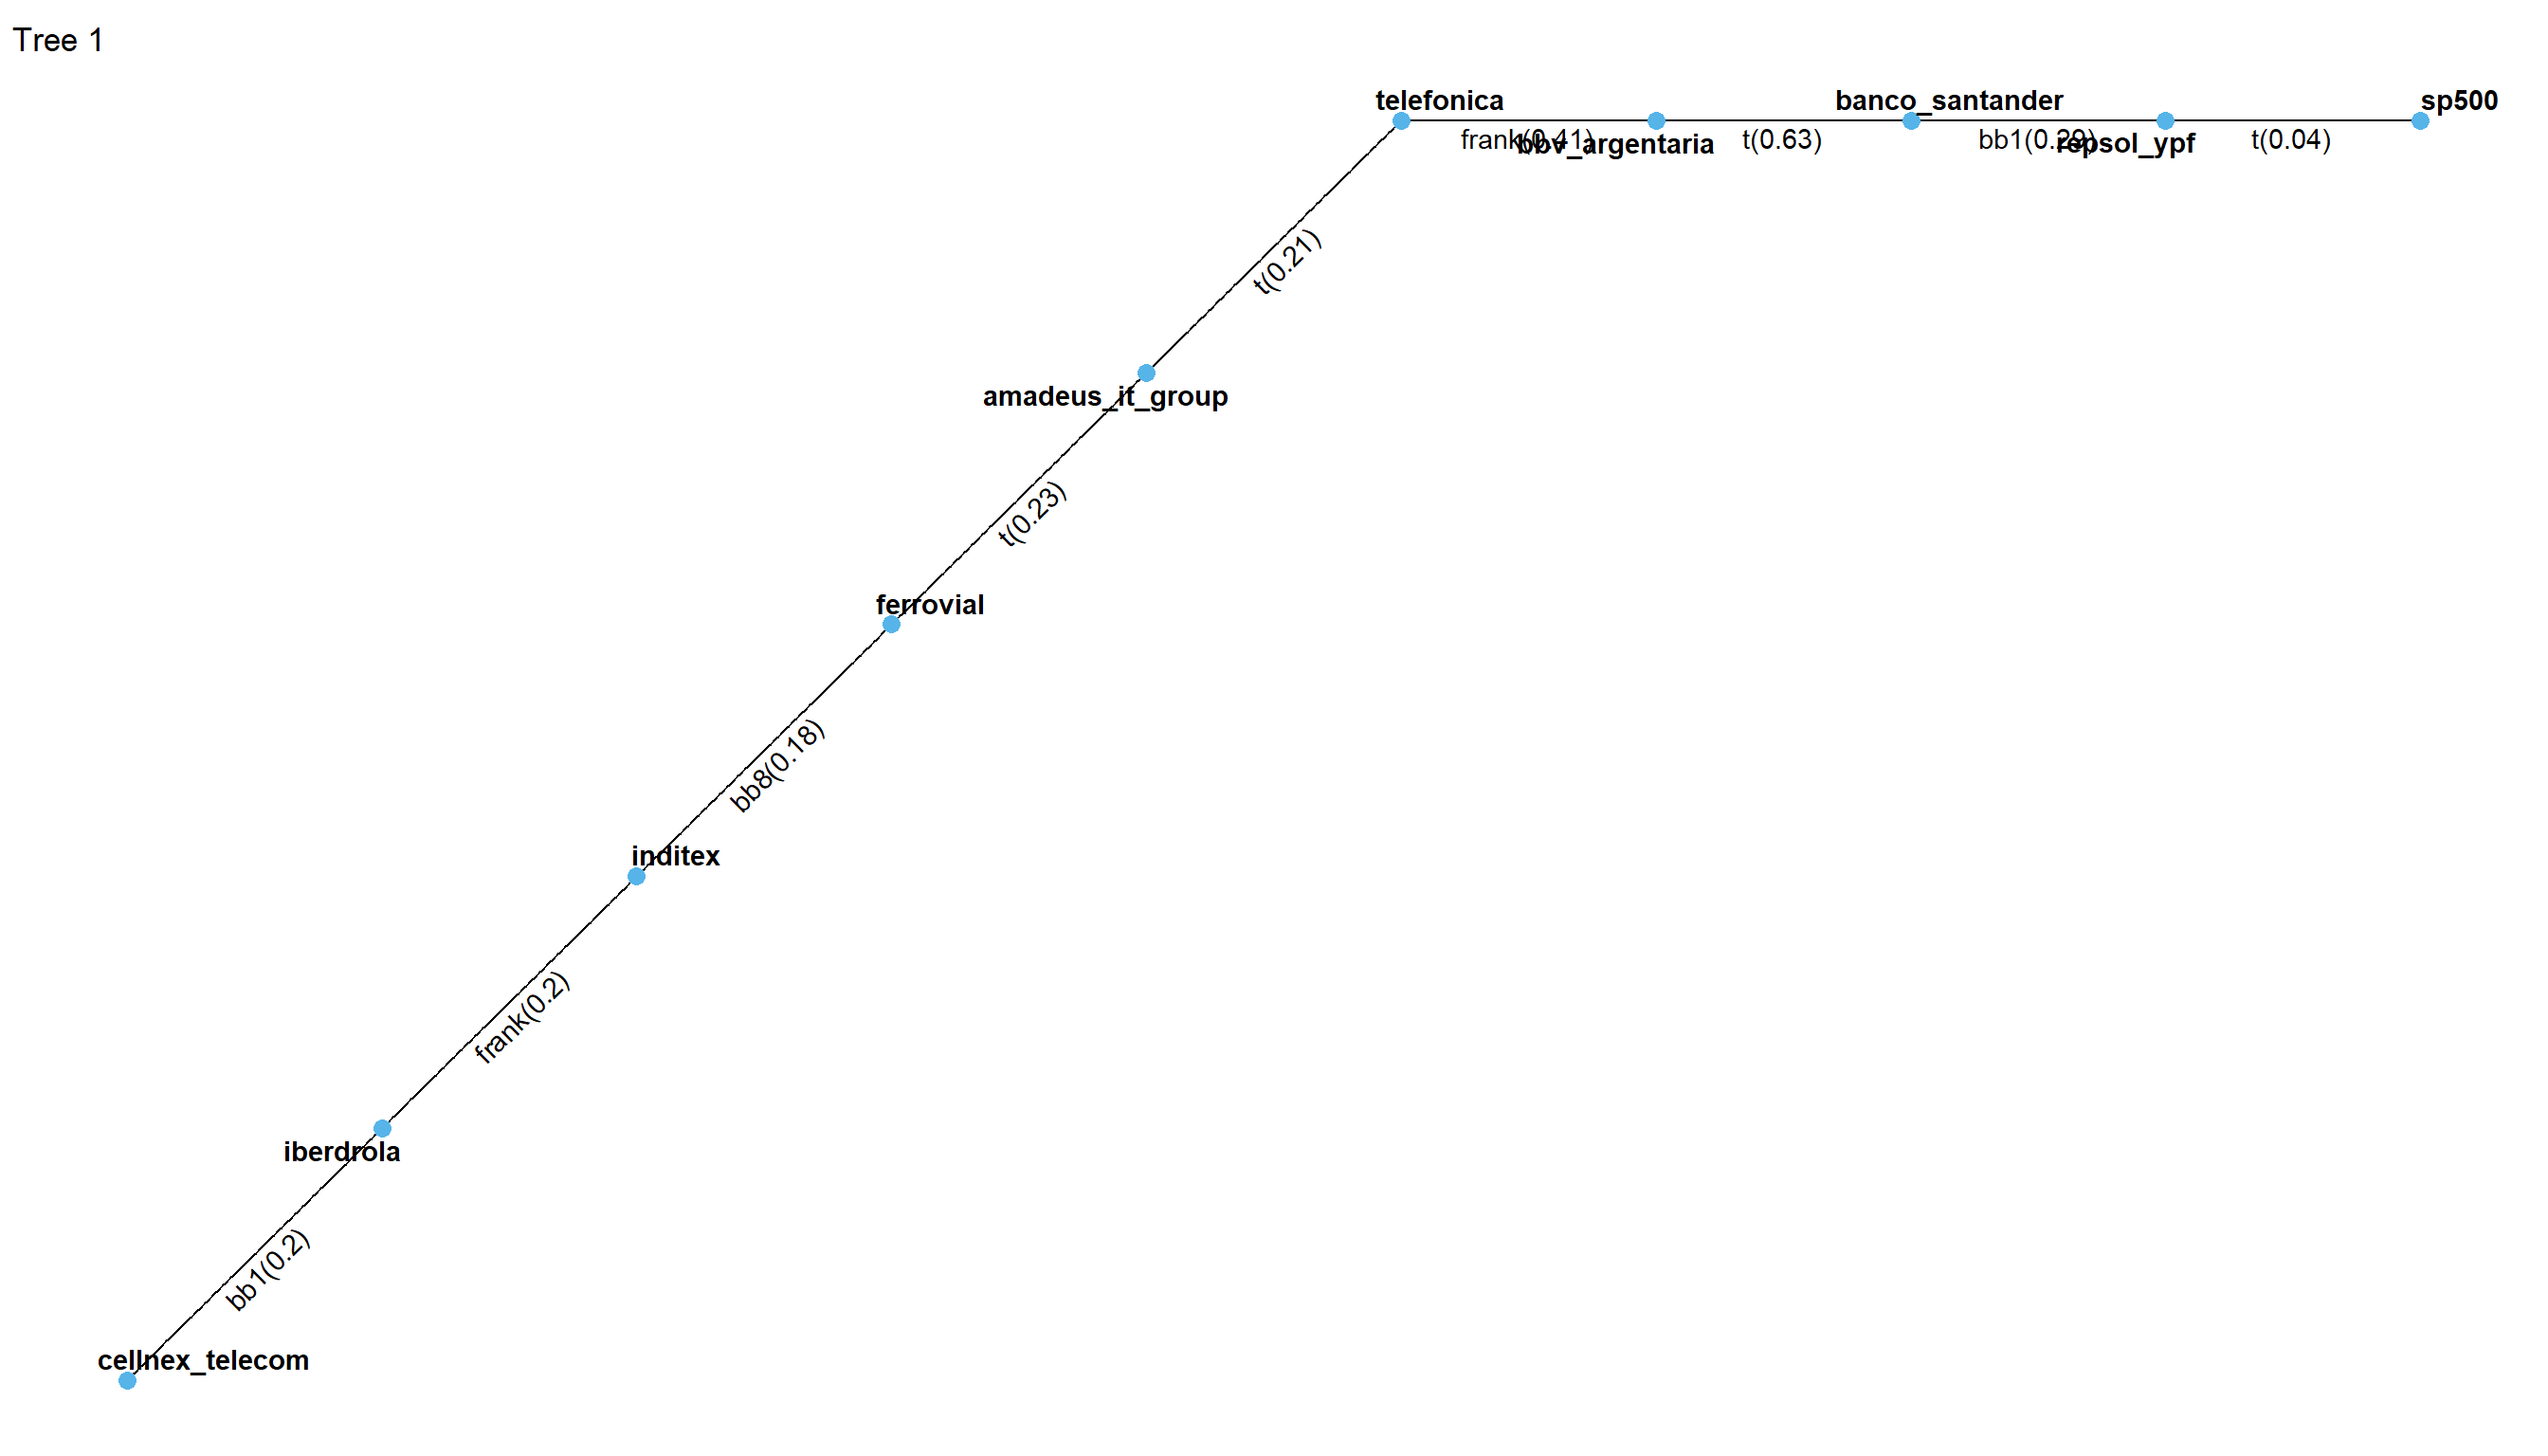 Tree 1
telefonica
banco_santander
sp500
frank(0.41)
bbv_argentaria
t(0.63)
bb1(0.29)
repsol_ypf
t(0.04)
t(0.21)
amadeus_it_group
t(0.23)
ferrovial
bb8(0.18)
inditex
frank(0.2)
iberdrola
bb1(0.2)
cellnex_telecom